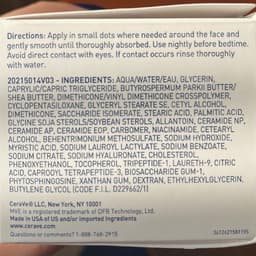 Directions: Apply in small dots where needed around the face and
gently smooth until thoroughly absorbed. Use nightly before bedtime.
Avoid direct contact with eyes. If contact occurs rinse thoroughly
with water.
20215014V03 - INGREDIENTS: AQUA/WATER/EAU, GLYCERIN,
CAPRYLIC/CAPRIC TRIGLYCERIDE, BUTYROSPERMUM PARKII BUTTER/
SHEA BUTTER, DIMETHICONE/VINYL DIMETHICONE CROSSPOLYMER,
CYCLOPENTASILOXANE, GLYCERYL STEARATE SE, CETYL ALCOHOL,
DIMETHICONE, SACCHARIDE ISOMERATE, STEARIC ACID, PALMITIC ACID,
GLYCINE SOJA STEROLS/SOYBEAN STEROLS, ALLANTOIN, CERAMIDE NP,
CERAMIDE AP, CERAMIDE EOP, CARBOMER, NIACINAMIDE, CETEARYL
ALCOHOL, BEHENTRIMONIUM METHOSULFATE, SODIUM HYDROXIDE,
MYRISTIC ACID, SODIUM LAUROYL LACTYLATE, SODIUM BENZOATE,
SODIUM CITRATE, SODIUM HYALURONATE, CHOLESTEROL,
PHENOXYETHANOL, TOCOPHEROL, TRIPEPTIDE-1, LAURETH-9, CITRIC
ACID, CAPROOYL TETRAPEPTIDE-3, BIOSACCHARIDE GUM-1,
PHYTOSPHINGOSINE, XANTHAN GUM, DEXTRAN, ETHYLHEXYLGLYCERIN,
BUTYLENE GLYCOL (CODE F.I.L. D229662/1)
CeraVe® LLC, New York, NY 10001
MVE is a registered trademark of DFB Technology, Ltd.
Made in USA of US and/or imported ingredients
www.cerave.com
Questions or comments? 1-888-768-2915